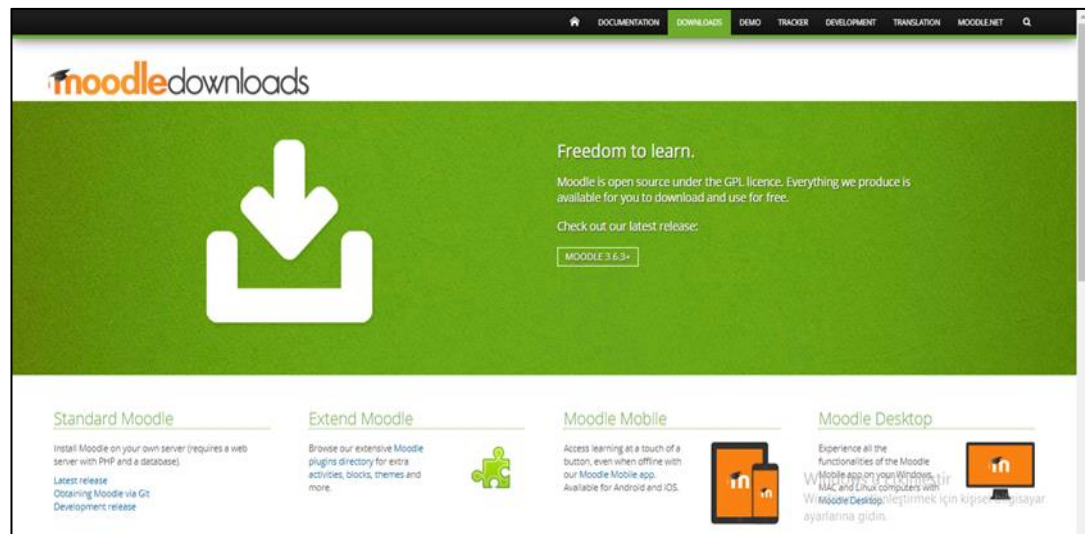 DOCUMENTATION DOWNLOADS DEMO TRACKER DEVELOPMENT TRANSLATION MOODLE.NET
moodledownloads
Freedom to learn.
Moodle is open source under the GPL licence. Everything we produce is
available for you to download and use for free.
Check out our latest release:
MOODLE 3.6.3+
Standard Moodle
Install Moodle on your own server (requires a web
server with PHP and a database).
Latest release
Obtaining Moodle via Git
Development release
Extend Moodle
Browse our extensive Moodle
plugins directory for extra
activities, blocks, themes and
more.
Moodle Mobile
Access learning at a touch of a
button, even when offline with
our Moodle Mobile app.
Available for Android and iOS.
m
m
Moodle Desktop
Experience all the
functionalities of the Moodle
Mobile app on your Windows,
MAC and Linux computers with
Moodle Desktop.
m
için kişisel bilgisayar
ayarlarına gidin.